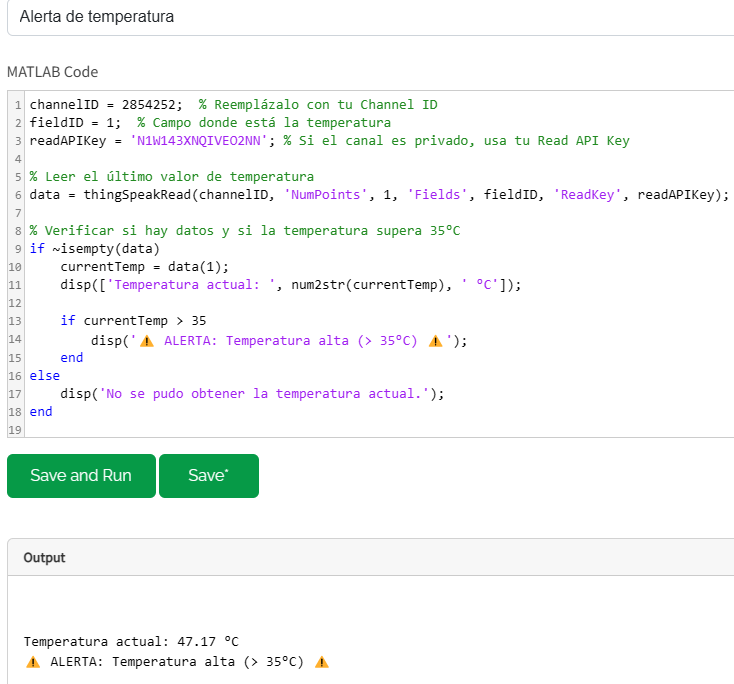 Alerta de temperatura
MATLAB Code
1 channelID = 2854252;  % Reemplázalo con tu Channel ID
2 fieldID = 1;  % Campo donde está la temperatura
3 readAPIKey = 'N1W143XNQIVEO2NN'; % Si el canal es privado, usa tu Read API Key
4
5 % Leer el último valor de temperatura
6 data = thingSpeakRead(channelID, 'NumPoints', 1, 'Fields', fieldID, 'ReadKey', readAPIKey);
7
8 % Verificar si hay datos y si la temperatura supera 35°C
9 if ~isempty(data)
10     currentTemp = data(1);
11     disp(['Temperatura actual: ', num2str(currentTemp), ' °C']);
12
13     if currentTemp > 35
14         disp('⚠️ ALERTA: Temperatura alta (> 35°C) ⚠️');
15     end
16 else
17     disp('No se pudo obtener la temperatura actual.');
18 end
19
Save and Run Save*
Output
Temperatura actual: 47.17 °C
⚠️ ALERTA: Temperatura alta (> 35°C) ⚠️